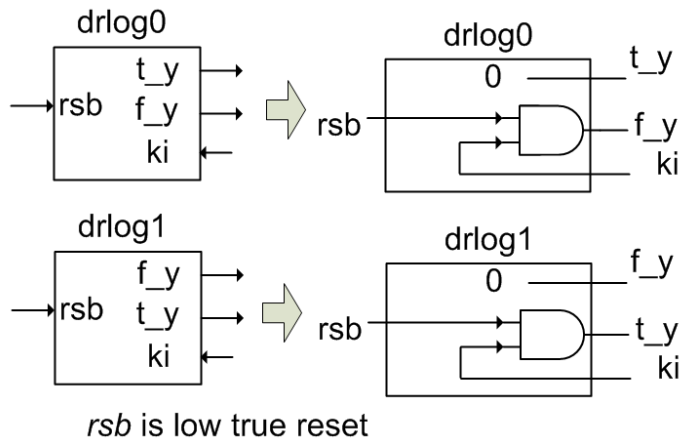 drlog0
t_y
rsb
f_y
ki
drlog0
0
t_y
rsb
f_y
ki
drlog1
f_y
rsb
t_y
ki
drlog1
0
f_y
rsb
t_y
ki
rsb is low true reset